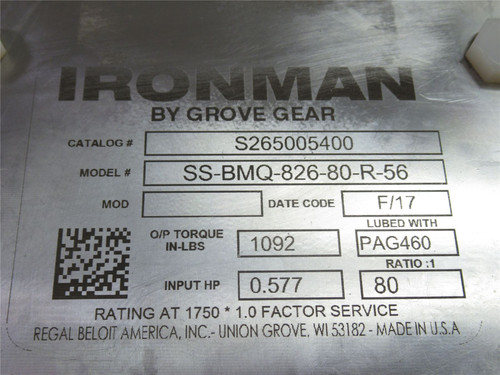 IRONMAN
BY GROVE GEAR
CATALOG # S265005400
MODEL # SS-BMQ-826-80-R-56
MOD DATE CODE F/17
O/P TORQUE IN-LBS 1092 LUBED WITH PAG460
INPUT HP 0.577 RATIO :1 80
RATING AT 1750 * 1.0 FACTOR SERVICE
REGAL BELOIT AMERICA, INC.- UNION GROVE, WI 53182 - MADE IN U.S.A